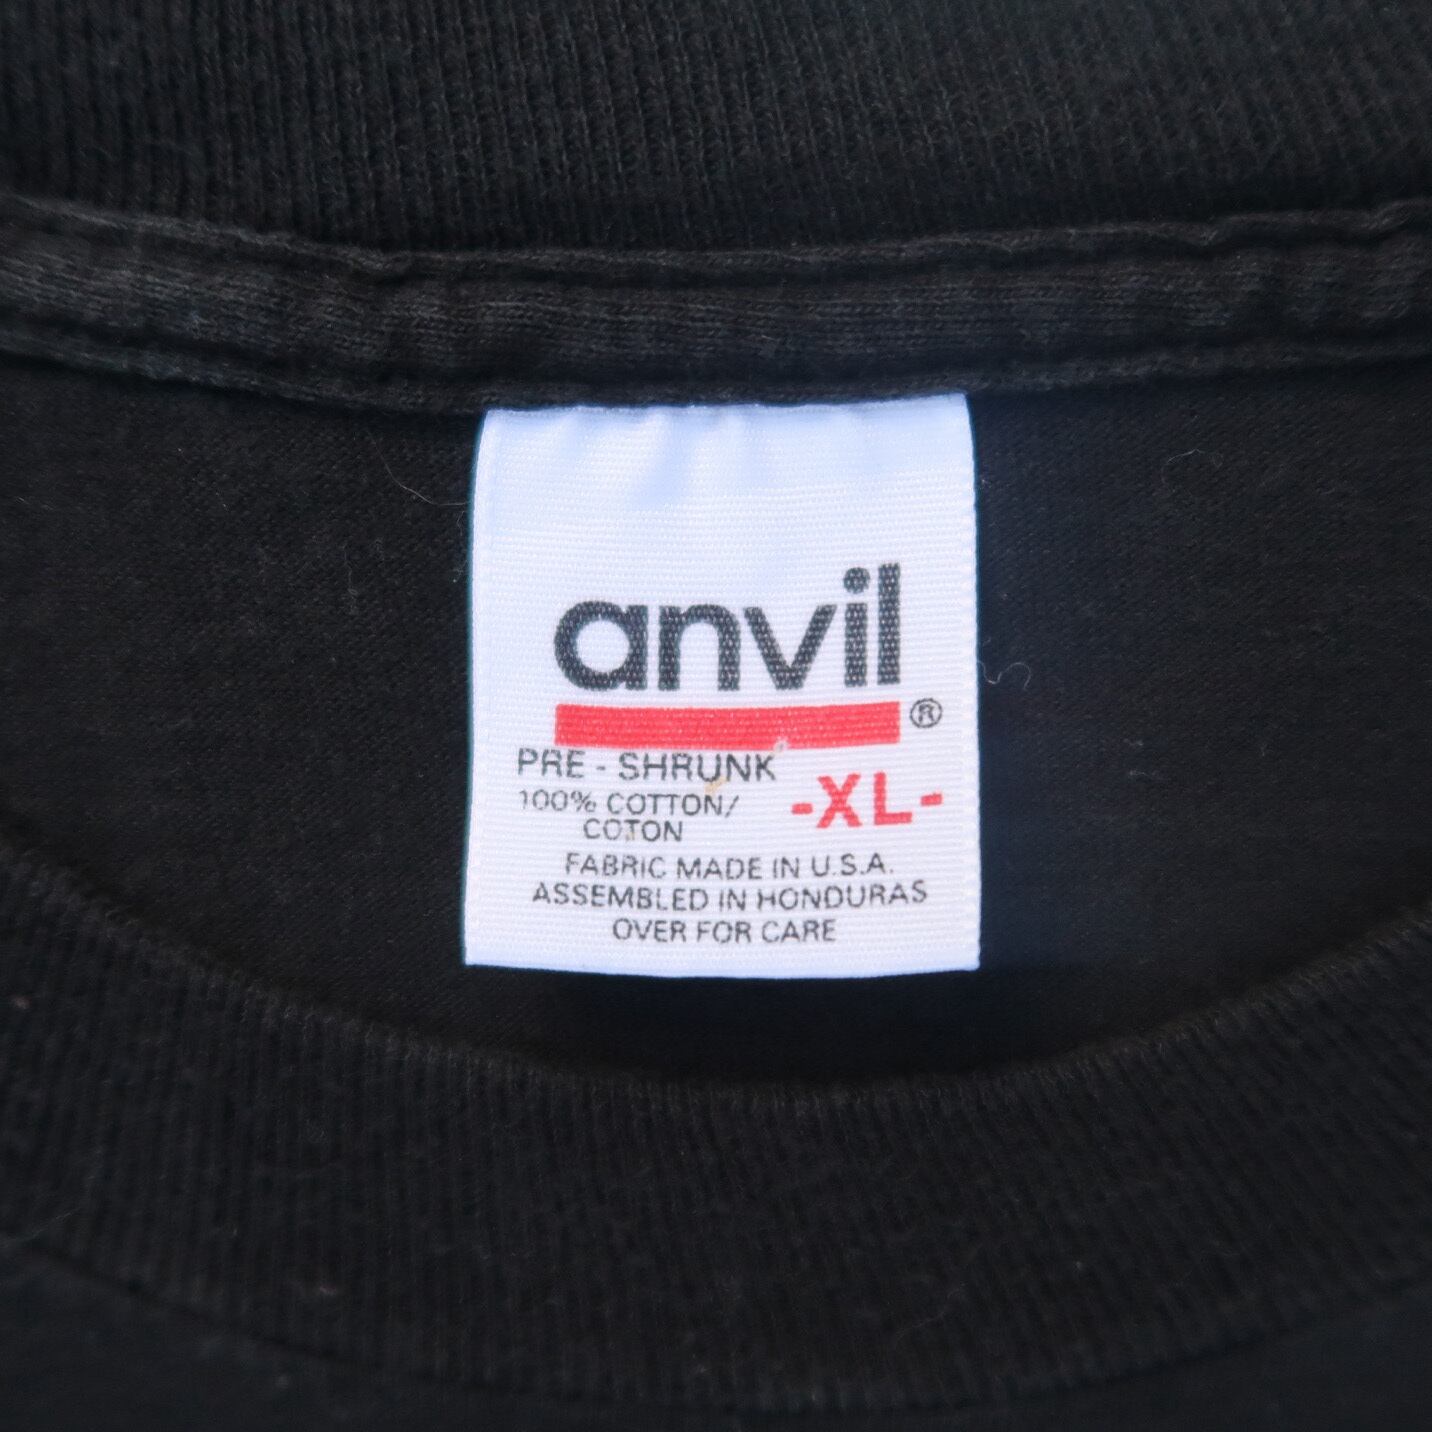 anvil
®
PRE - SHRUNK
100% COTTON/
COTON
-XL-
FABRIC MADE IN U.S.A.
ASSEMBLED IN HONDURAS
OVER FOR CARE